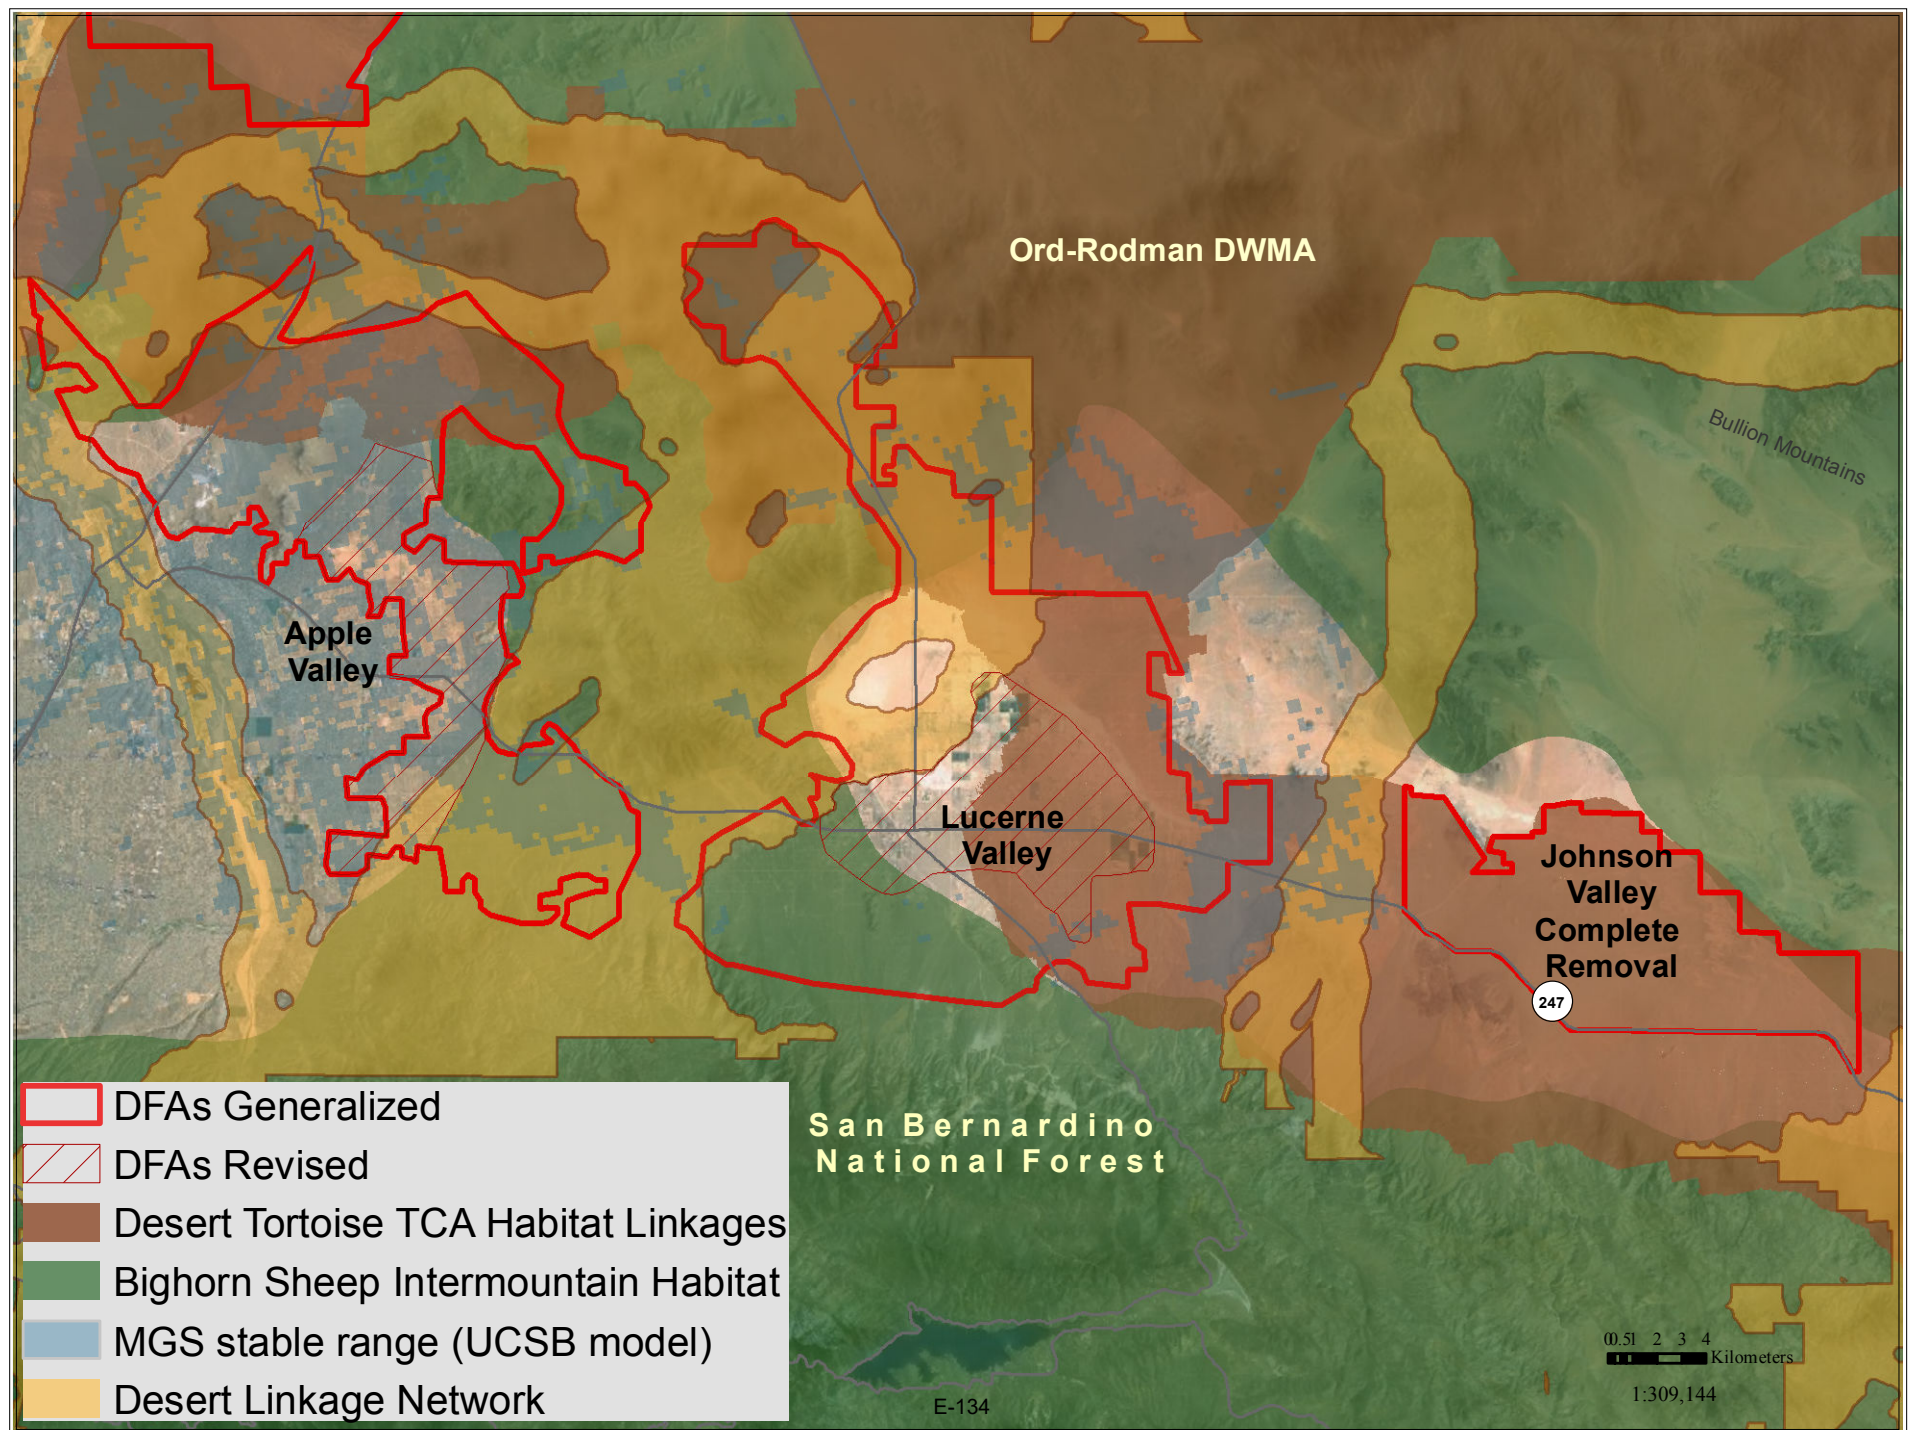 Ord-Rodman DWMA
Bullion Mountains
Apple
Valley
Lucerne
Valley
Johnson
Valley
Complete
Removal
247
San Bernardino
National Forest
DFAs Generalized
DFAs Revised
Desert Tortoise TCA Habitat Linkages
Bighorn Sheep Intermountain Habitat
MGS stable range (UCSB model)
Desert Linkage Network
0 0.5 1 2 3 4
Kilometers
1:309,144
E-134